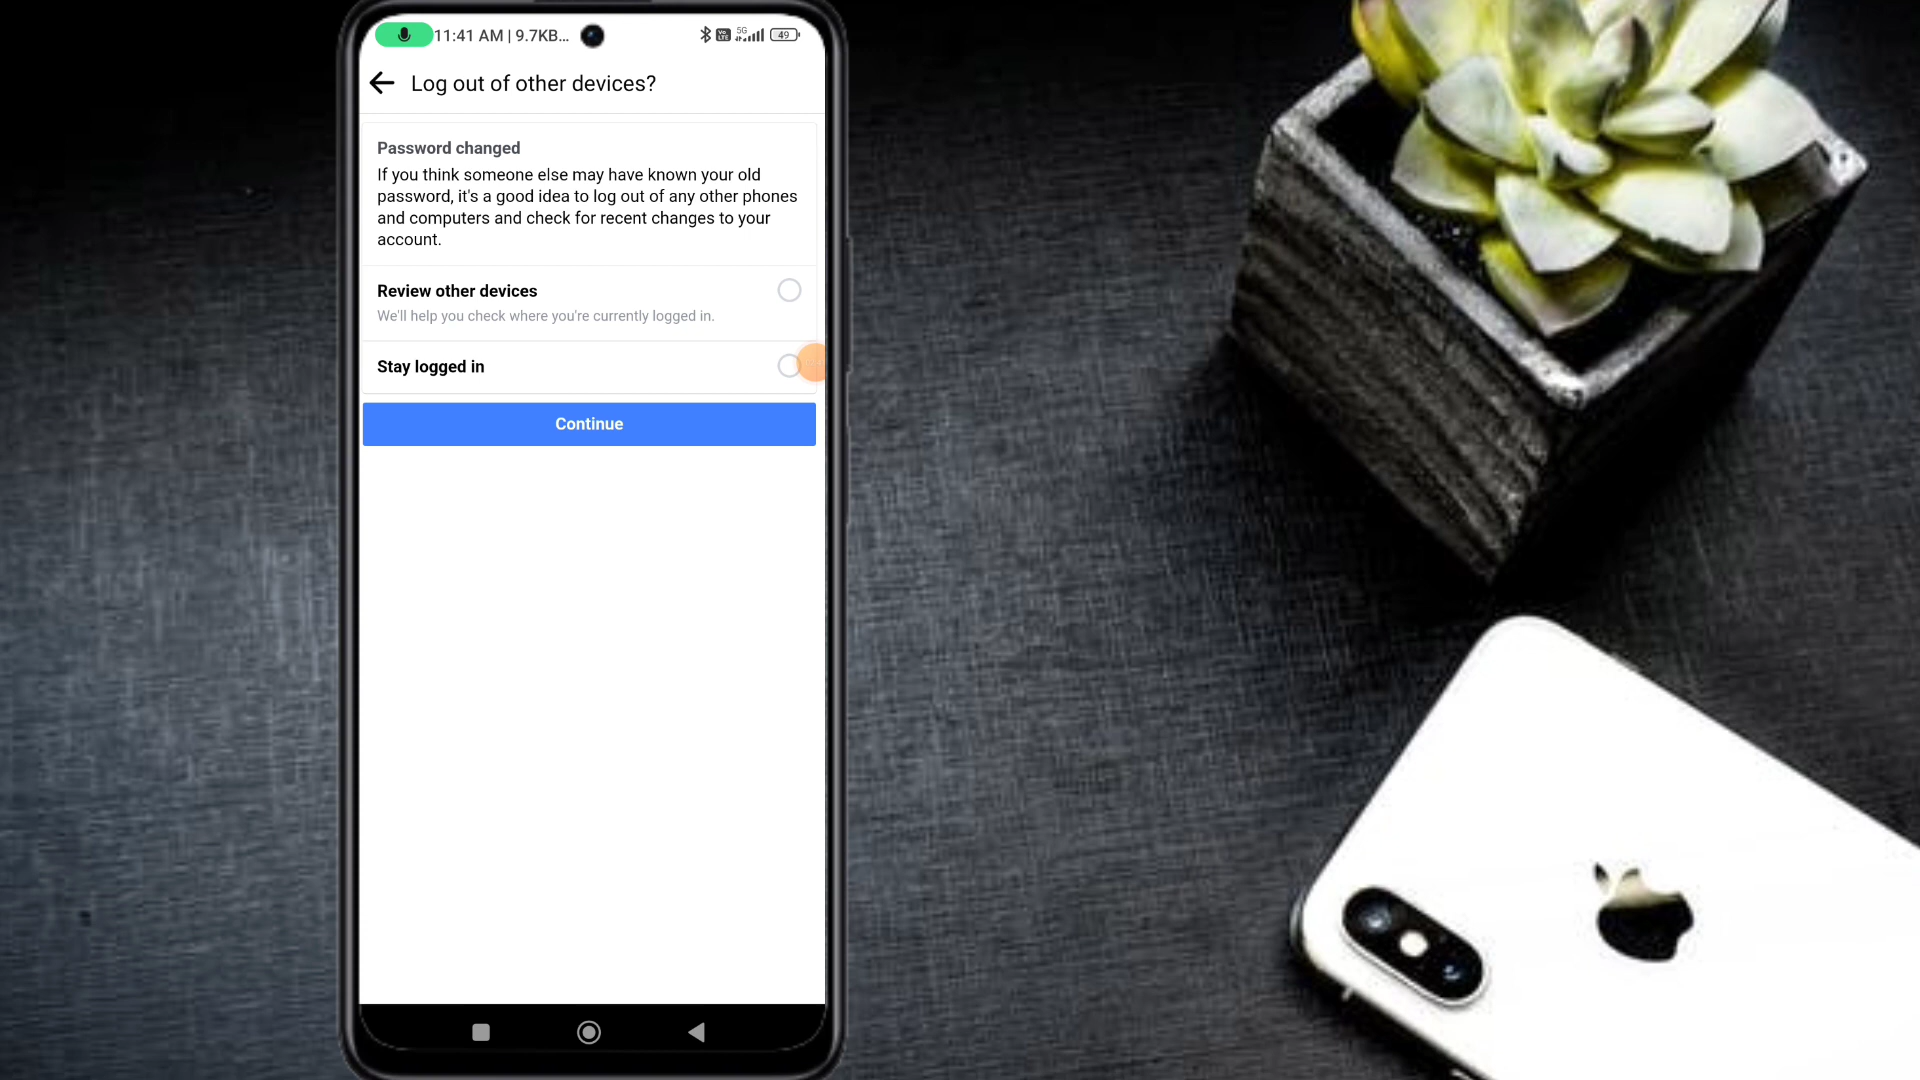 11:41 AM | 9.7KB...
5G
49
Log out of other devices?
Password changed
If you think someone else may have known your old
password, it's a good idea to log out of any other phones
and computers and check for recent changes to your
account.
Review other devices
We'll help you check where you're currently logged in.
Stay logged in
Continue